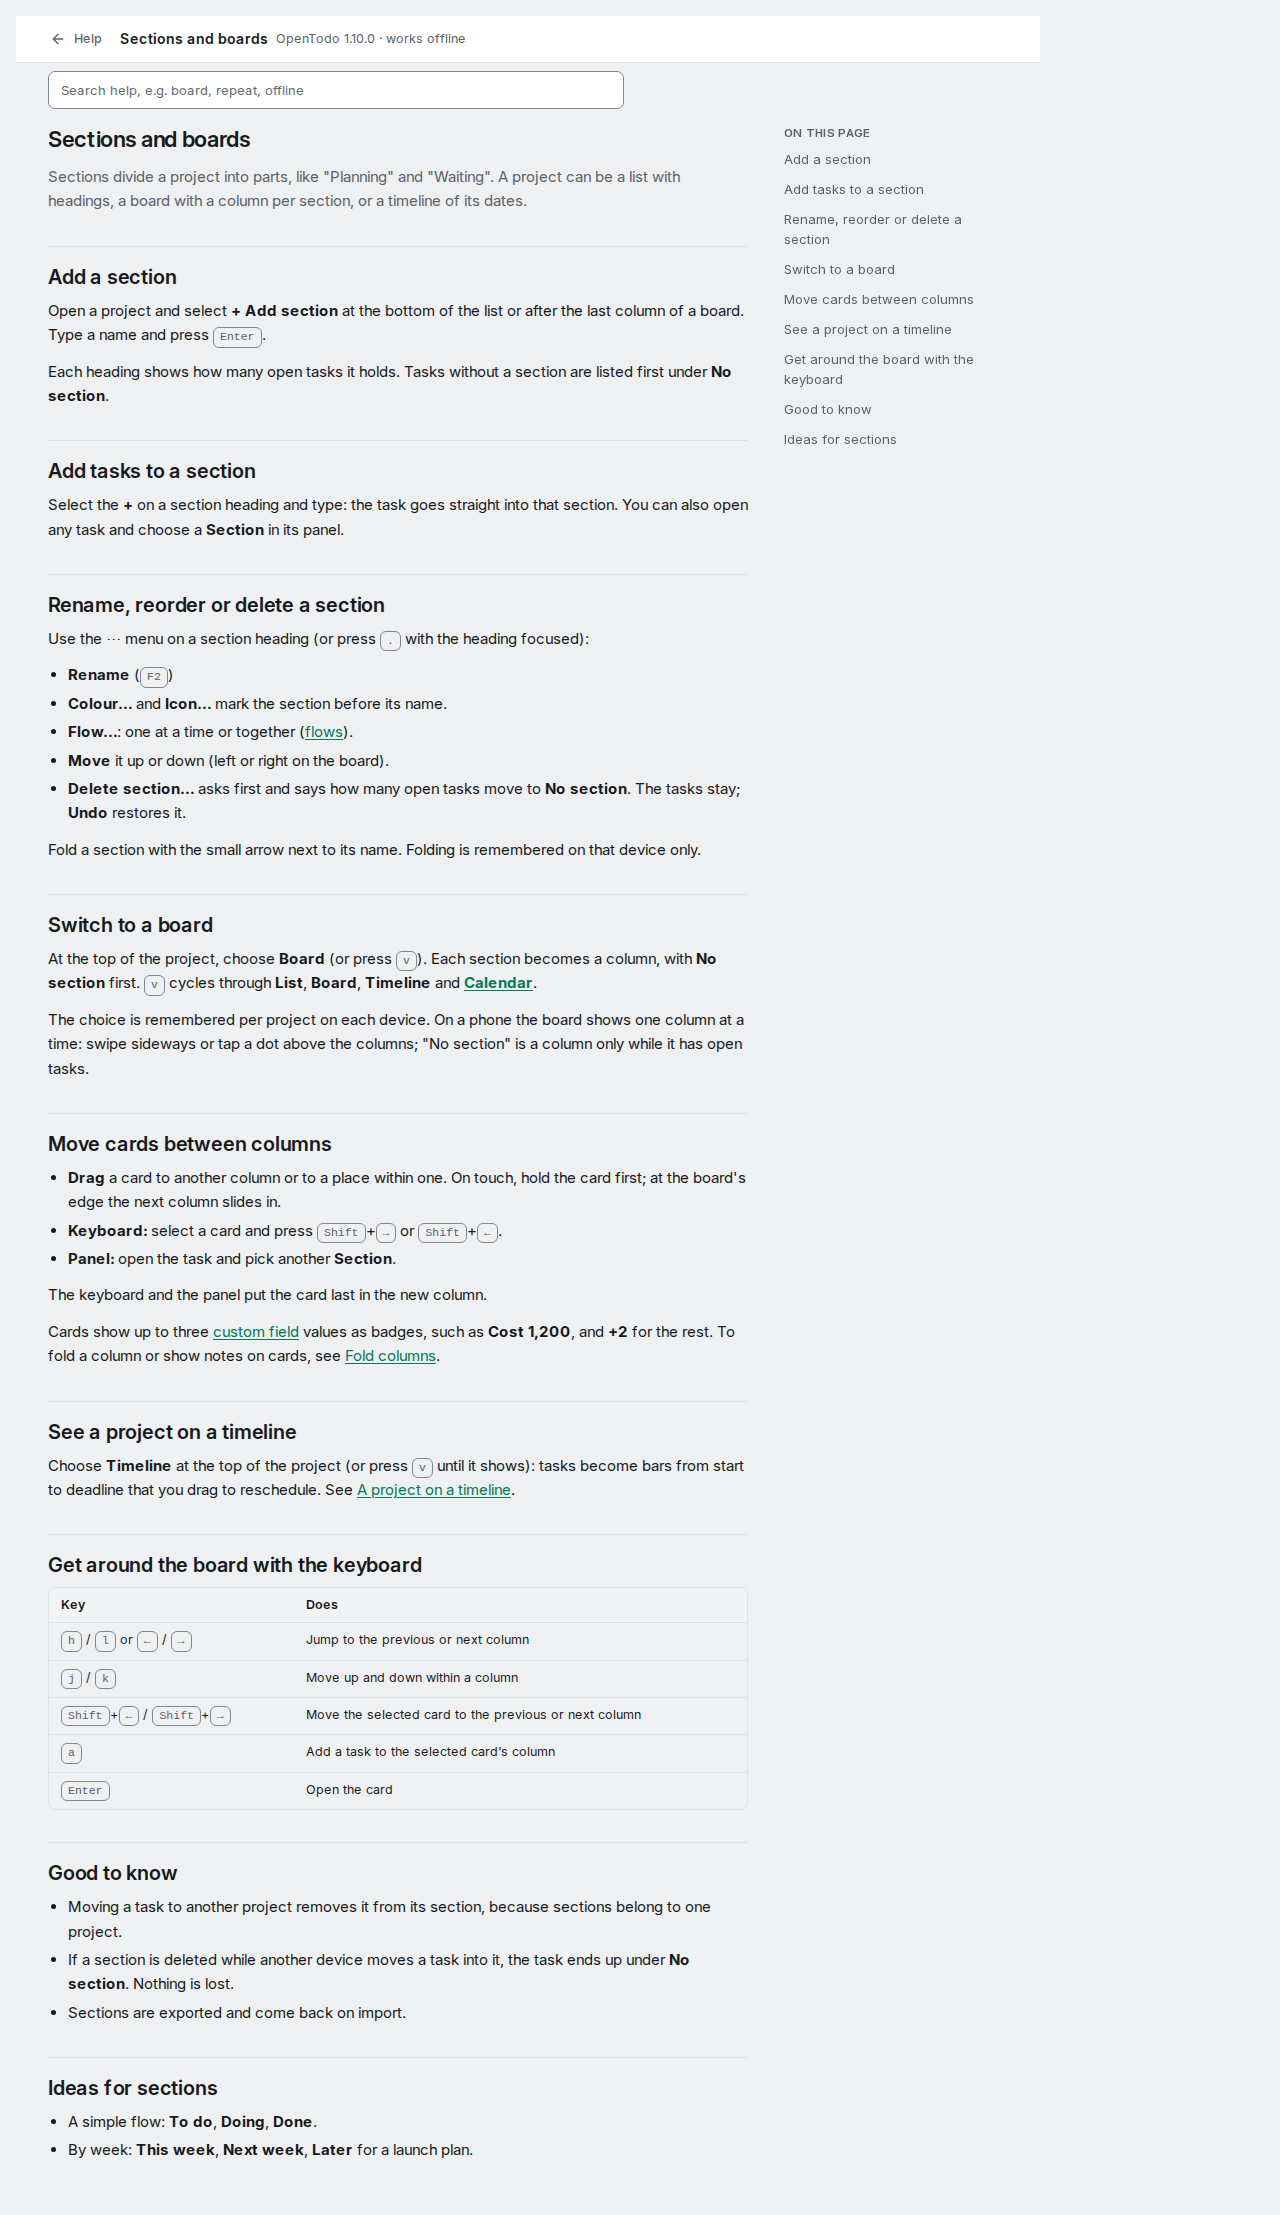 Help Sections and boards OpenTodo 1.10.0 · works offline
Search help, e.g. board, repeat, offline
Sections and boards
Sections divide a project into parts, like "Planning" and "Waiting". A project can be a list with
headings, a board with a column per section, or a timeline of its dates.
ON THIS PAGE
Add a section
Add tasks to a section
Rename, reorder or delete a
section
Switch to a board
Move cards between columns
See a project on a timeline
Get around the board with the
keyboard
Good to know
Ideas for sections
Add a section
Open a project and select + Add section at the bottom of the list or after the last column of a board.
Type a name and press Enter.
Each heading shows how many open tasks it holds. Tasks without a section are listed first under No
section.
Add tasks to a section
Select the + on a section heading and type: the task goes straight into that section. You can also open
any task and choose a Section in its panel.
Rename, reorder or delete a section
Use the ⋯ menu on a section heading (or press . with the heading focused):
• Rename (F2)
• Colour… and Icon… mark the section before its name.
• Flow…: one at a time or together (flows).
• Move it up or down (left or right on the board).
• Delete section… asks first and says how many open tasks move to No section. The tasks stay;
Undo restores it.
Fold a section with the small arrow next to its name. Folding is remembered on that device only.
Switch to a board
At the top of the project, choose Board (or press v). Each section becomes a column, with No
section first. v cycles through List, Board, Timeline and Calendar.
The choice is remembered per project on each device. On a phone the board shows one column at a
time: swipe sideways or tap a dot above the columns; "No section" is a column only while it has open
tasks.
Move cards between columns
• Drag a card to another column or to a place within one. On touch, hold the card first; at the board's
edge the next column slides in.
• Keyboard: select a card and press Shift+→ or Shift+←.
• Panel: open the task and pick another Section.
The keyboard and the panel put the card last in the new column.
Cards show up to three custom field values as badges, such as Cost 1,200, and +2 for the rest. To
fold a column or show notes on cards, see Fold columns.
See a project on a timeline
Choose Timeline at the top of the project (or press v until it shows): tasks become bars from start
to deadline that you drag to reschedule. See A project on a timeline.
Get around the board with the keyboard
Key Does
h / l or ← / → Jump to the previous or next column
j / k Move up and down within a column
Shift+← / Shift+→ Move the selected card to the previous or next column
a Add a task to the selected card's column
Enter Open the card
Good to know
• Moving a task to another project removes it from its section, because sections belong to one
project.
• If a section is deleted while another device moves a task into it, the task ends up under No
section. Nothing is lost.
• Sections are exported and come back on import.
Ideas for sections
• A simple flow: To do, Doing, Done.
• By week: This week, Next week, Later for a launch plan.